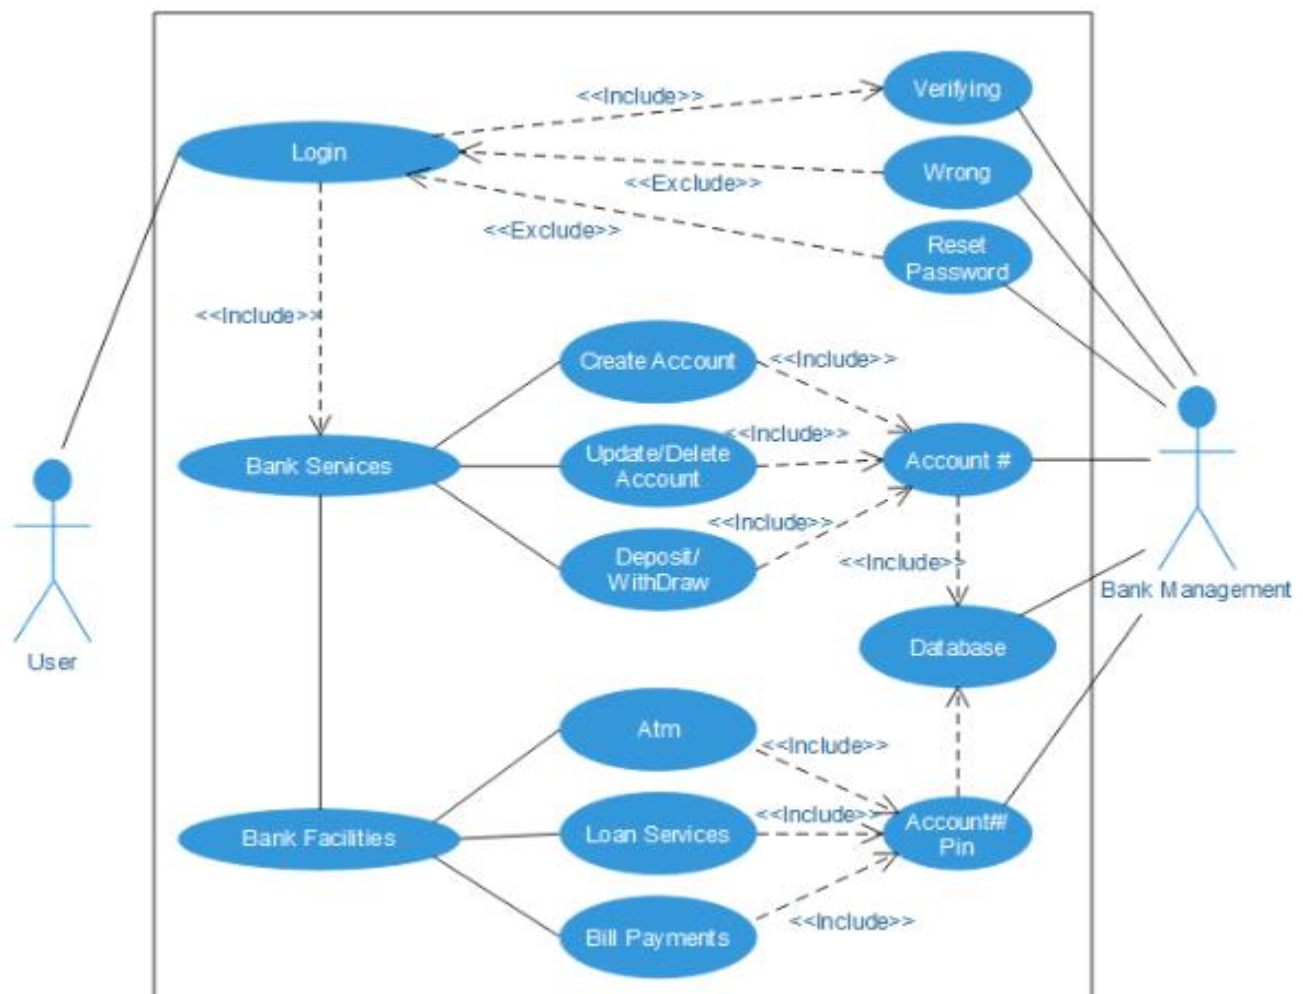 <<Include>>
Verifying
Login
Wrong
<<Exclude>>
<<Exclude>>
Reset
Password
<<Include>>
Create Account
<<Include>>
Bank Services
Update/Delete
Account
<<Include>>
Account #
<<Include>>
Deposit/
WithDraw
<<Include>>
Bank Management
User
Database
Atm
<<Include>>
Bank Facilities
Loan Services
<<Include>>
Account##/
Pin
Bill Payments
<<Include>>